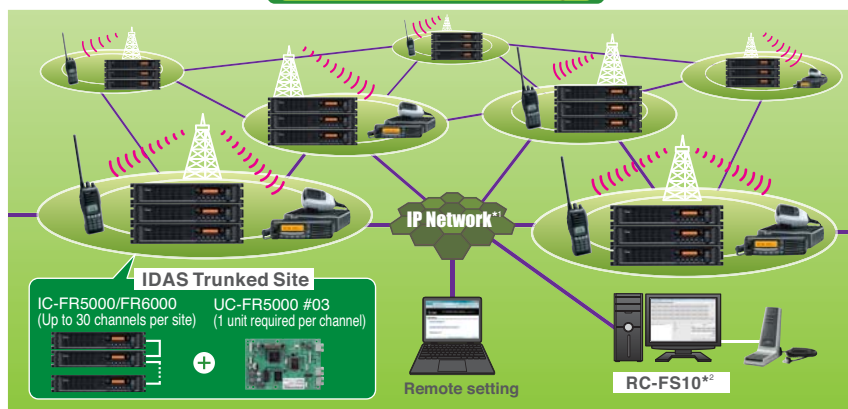 IP Network*1
IDAS Trunked Site
IC-FR5000/FR6000
(Up to 30 channels per site)
UC-FR5000 #03
(1 unit required per channel)
Remote setting
RC-FS10*2